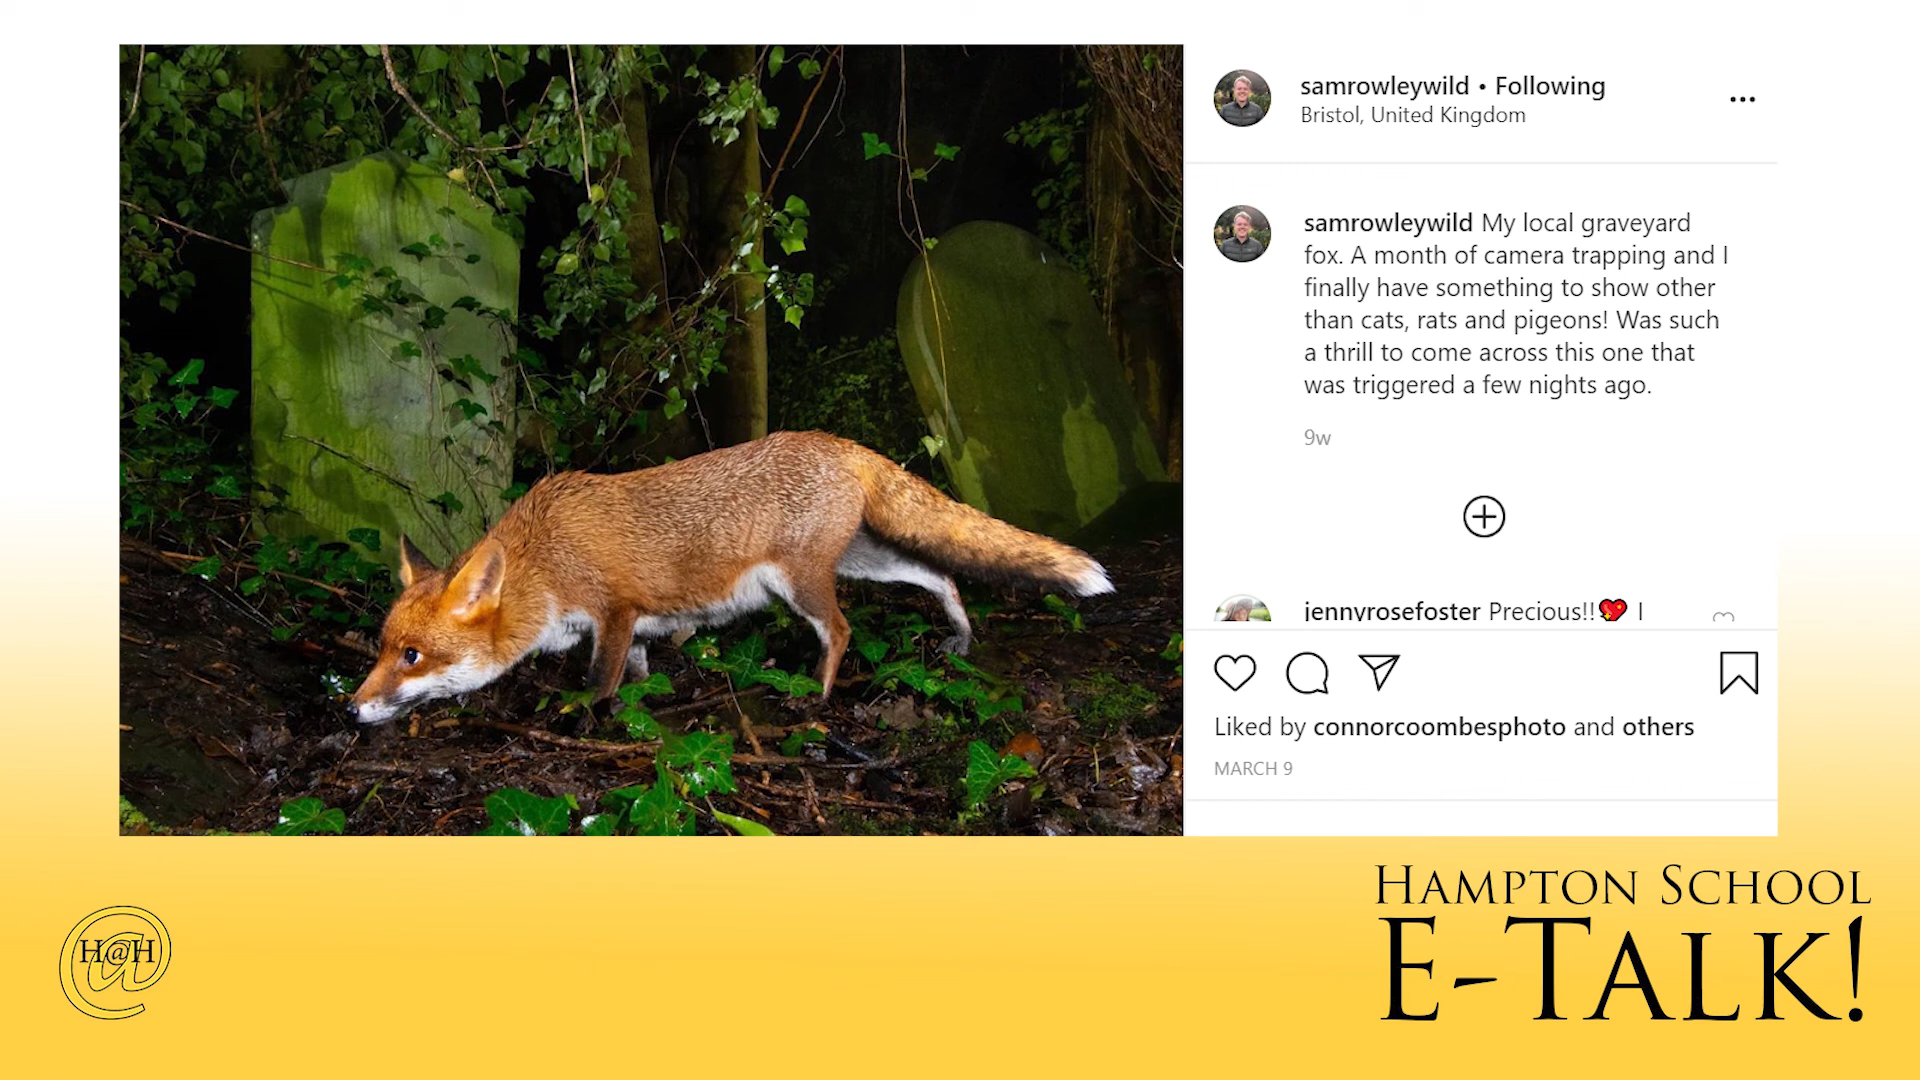 samrowleywild • Following
Bristol, United Kingdom
samrowleywild My local graveyard
fox. A month of camera trapping and I
finally have something to show other
than cats, rats and pigeons! Was such
a thrill to come across this one that
was triggered a few nights ago.
9w
jennyrosefoster Precious!!💖 I
Liked by connorcoombesphoto and others
MARCH 9
H@H
HAMPTON SCHOOL
E-TALK!